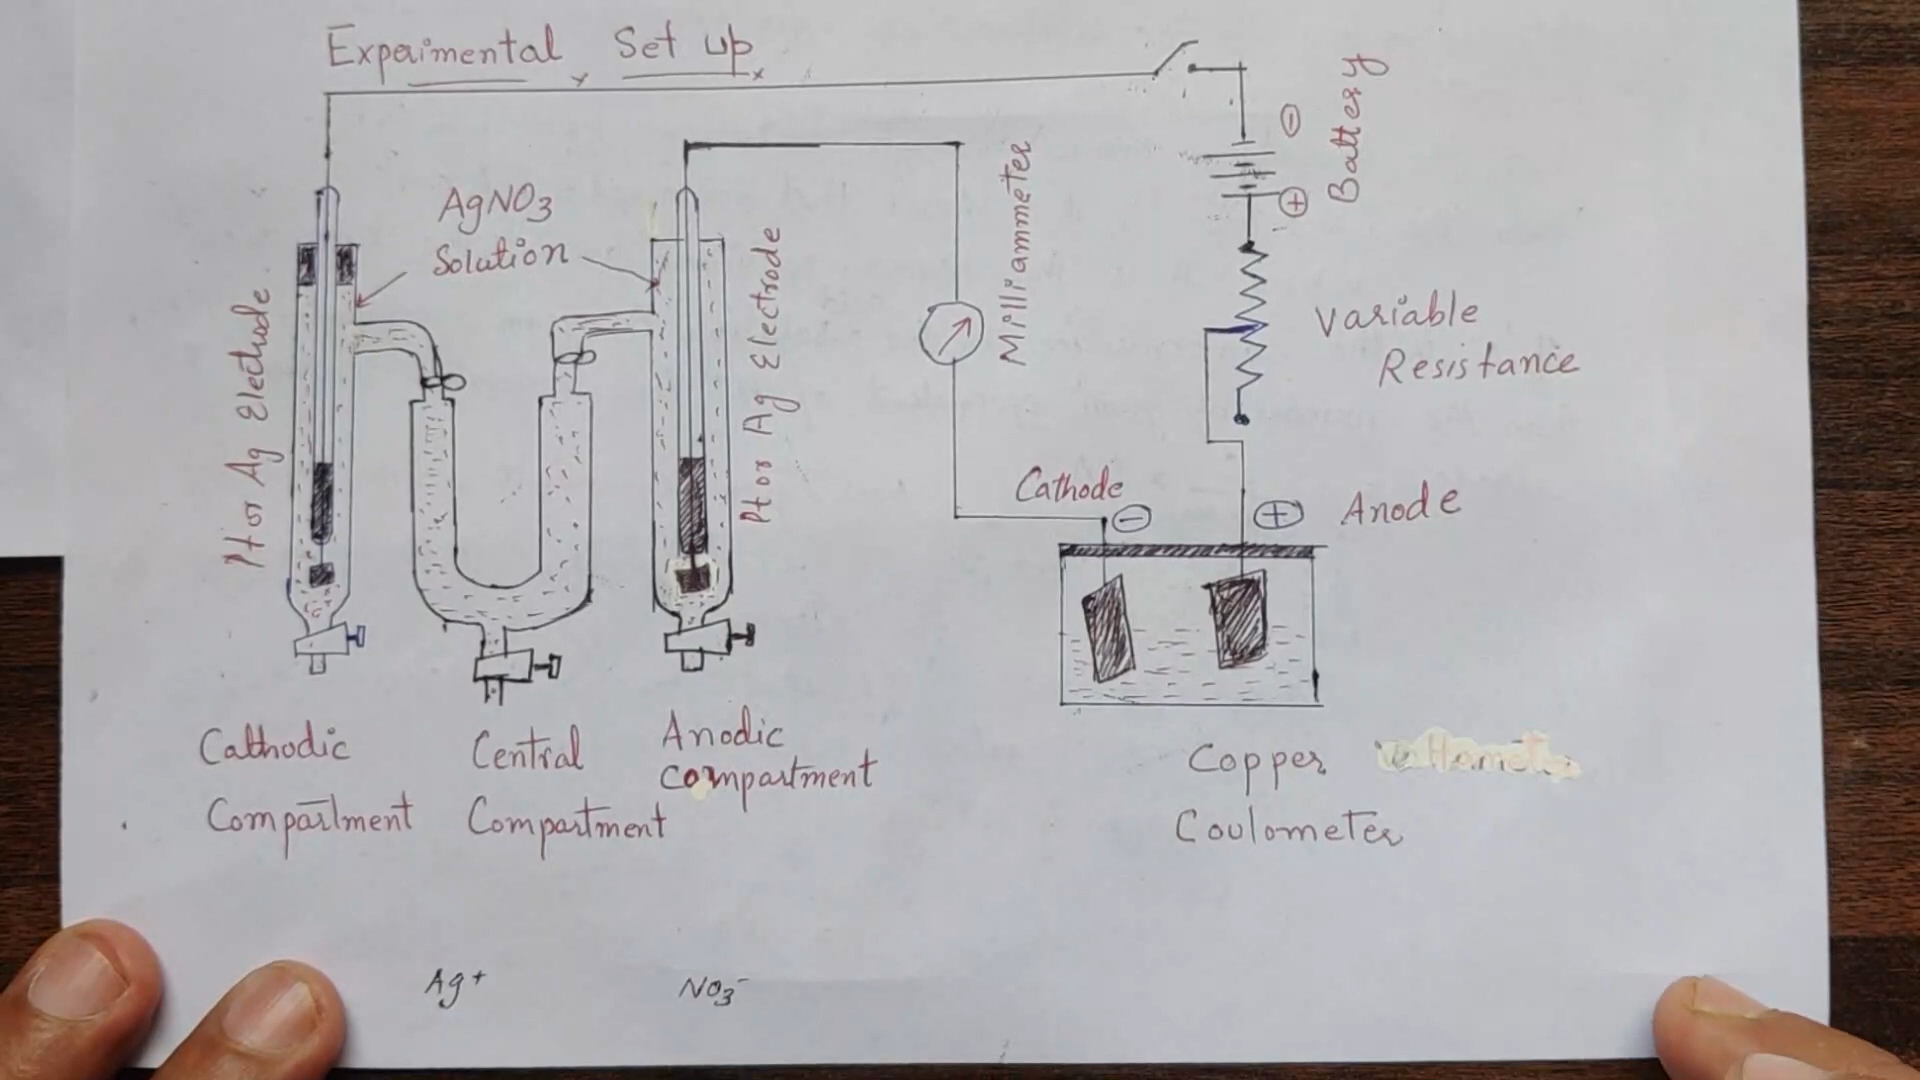 Experimental Set up
AgNO3
Solution
Pt or Ag Electrode
Pt or Ag Electrode
Milliammeter
⊖
⊕
Battery
Variable
Resistance
Cathode ⊖
⊕ Anode
Cathodic
Compartment
Central
Compartment
Anodic
Compartment
Copper
Coulometer
Ag+
NO3-